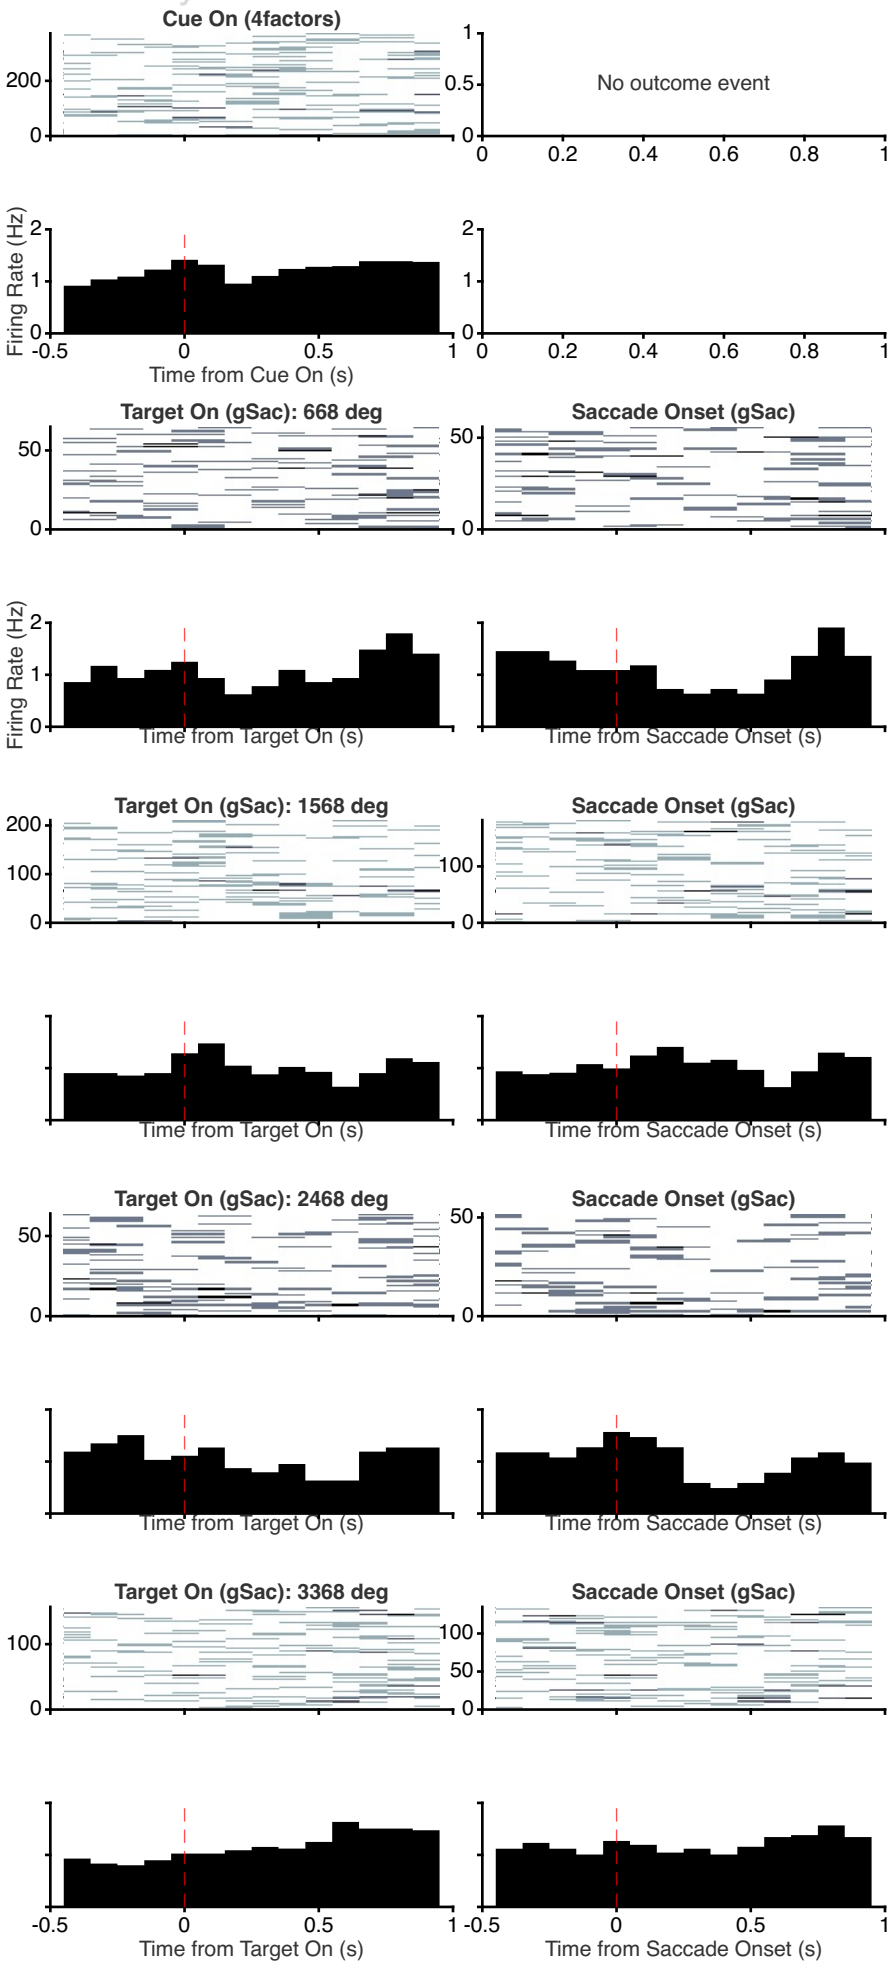 Cue On (4factors)
200
0
1
0.5
0
No outcome event
0 0.2 0.4 0.6 0.8 1
Firing Rate (Hz)
2
1
0
-0.5 0 0.5 1
Time from Cue On (s)
2
1
0
0 0.2 0.4 0.6 0.8 1
Target On (gSac): 668 deg
50
0
Saccade Onset (gSac)
50
0
Firing Rate (Hz)
2
1
0
Time from Target On (s)
Time from Saccade Onset (s)
Target On (gSac): 1568 deg
200
100
0
Saccade Onset (gSac)
100
0
Time from Target On (s)
Time from Saccade Onset (s)
Target On (gSac): 2468 deg
50
0
Saccade Onset (gSac)
50
0
Time from Target On (s)
Time from Saccade Onset (s)
Target On (gSac): 3368 deg
100
0
Saccade Onset (gSac)
100
50
0
-0.5 0 0.5 1
Time from Target On (s)
-0.5 0 0.5 1
Time from Saccade Onset (s)